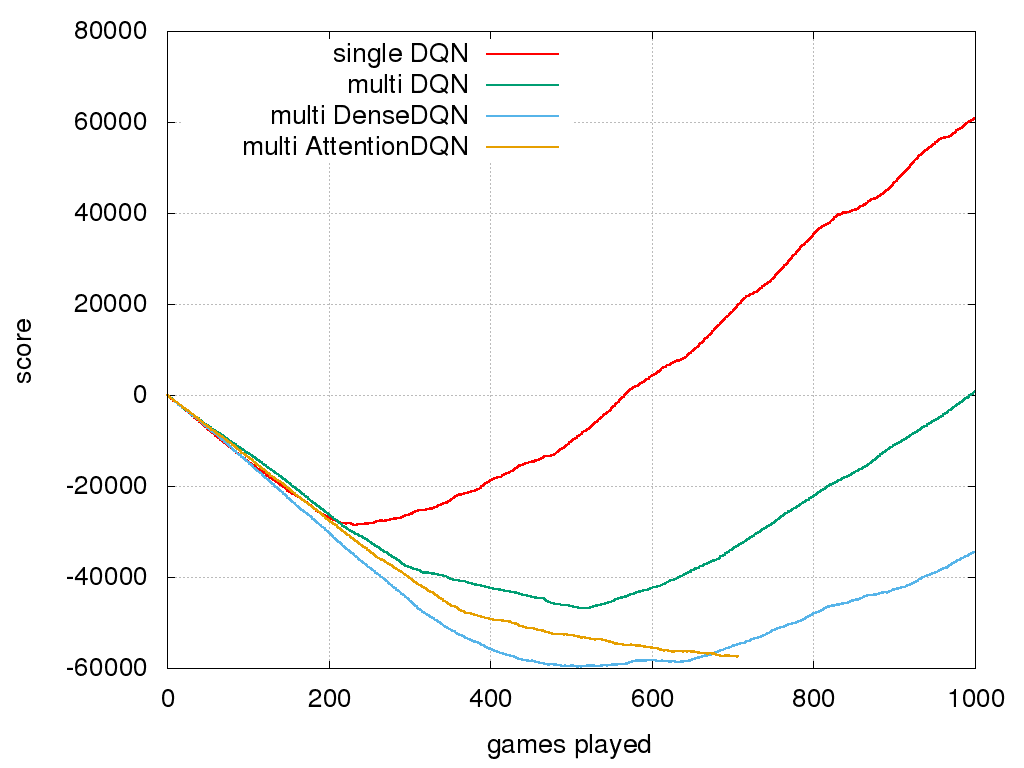 80000
60000
40000
20000
0
-20000
-40000
-60000
0 200 400 600 800 1000
score
games played
single DQN
multi DQN
multi DenseDQN
multi AttentionDQN